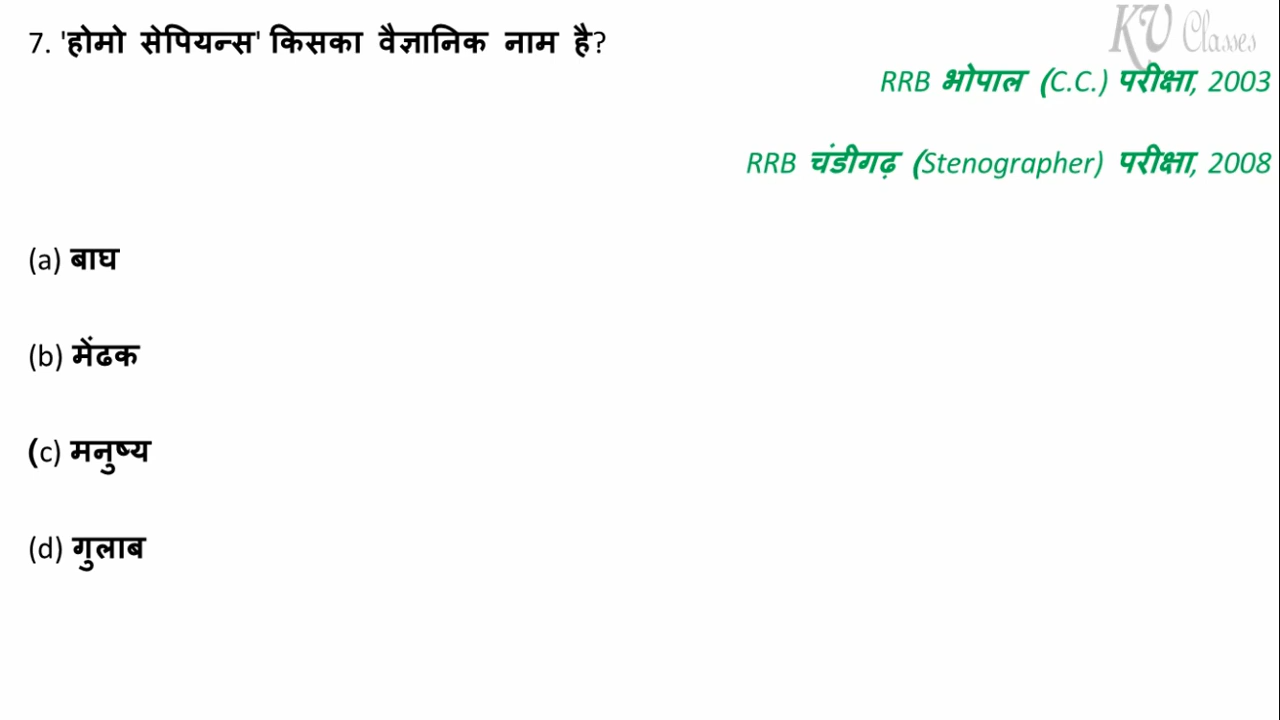 KV Classes
7. 'होमो सेपियन्स' किसका वैज्ञानिक नाम है?
RRB भोपाल (C.C.) परीक्षा, 2003
RRB चंडीगढ़ (Stenographer) परीक्षा, 2008
(a) बाघ
(b) मेंढक
(c) मनुष्य
(d) गुलाब